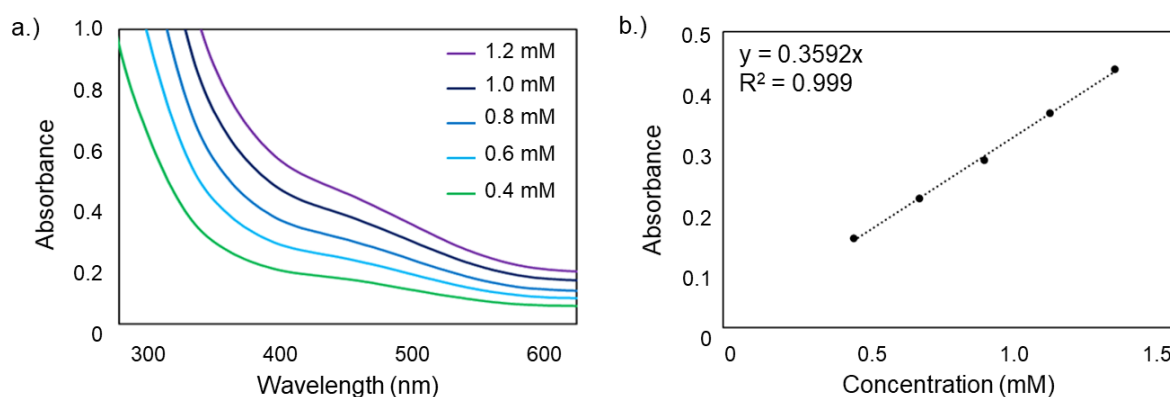 a.)
1.0
0.8
0.6
0.4
0.2
0
Absorbance
1.2 mM
1.0 mM
0.8 mM
0.6 mM
0.4 mM
300 400 500 600
Wavelength (nm)
b.)
0.5
0.4
0.3
0.2
0.1
0
Absorbance
y = 0.3592x
R² = 0.999
0 0.5 1.0 1.5
Concentration (mM)